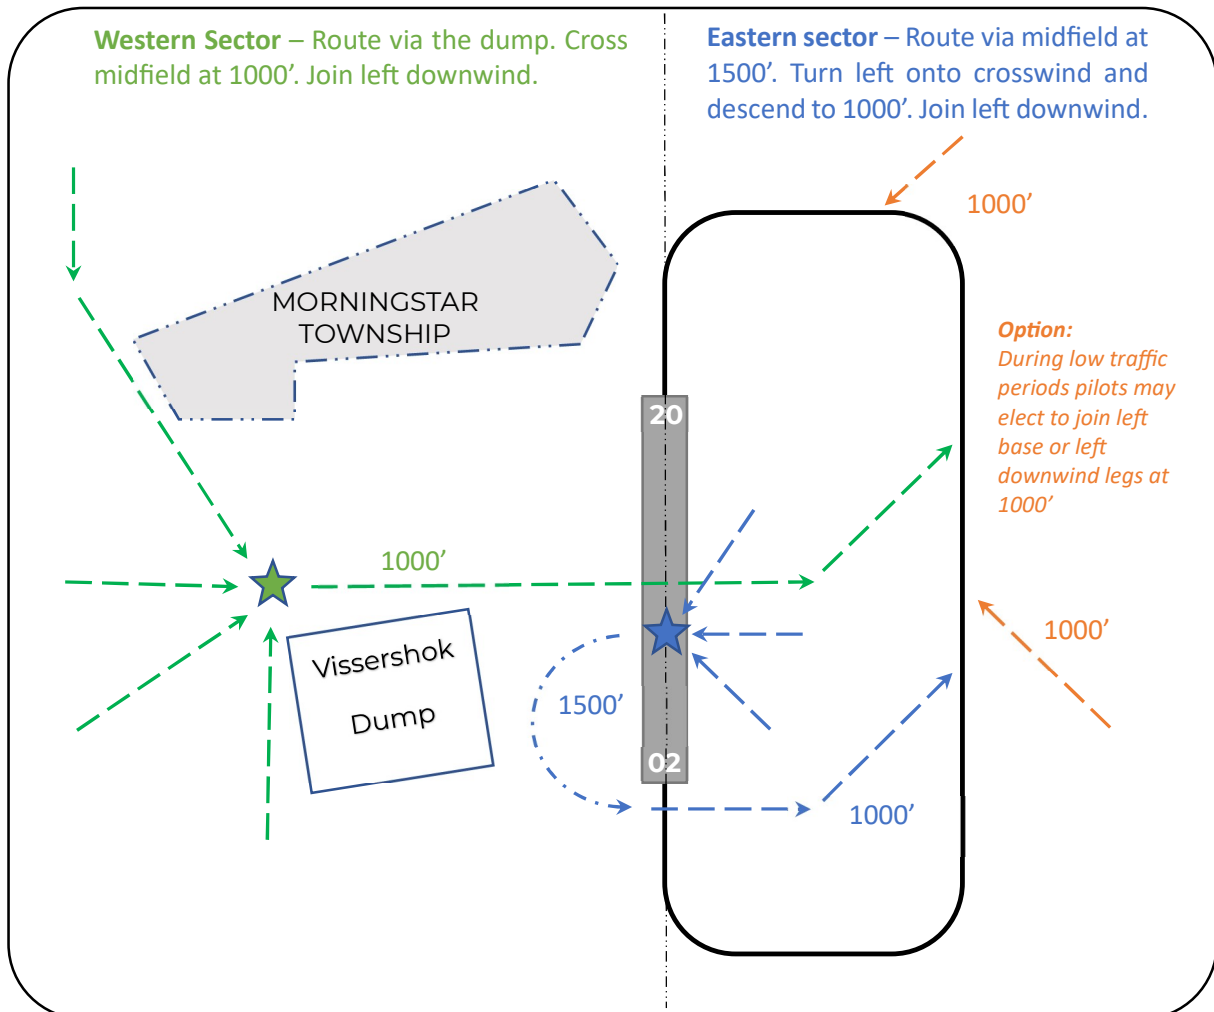 Western Sector – Route via the dump. Cross
midfield at 1000’. Join left downwind.
Eastern sector – Route via midfield at
1500’. Turn left onto crosswind and
descend to 1000’. Join left downwind.
1000’
MORNINGSTAR
TOWNSHIP
Option:
During low traffic
periods pilots may
elect to join left
base or left
downwind legs at
1000’
20
1000’
1000’
Vissershok
Dump
1500’
02
1000’